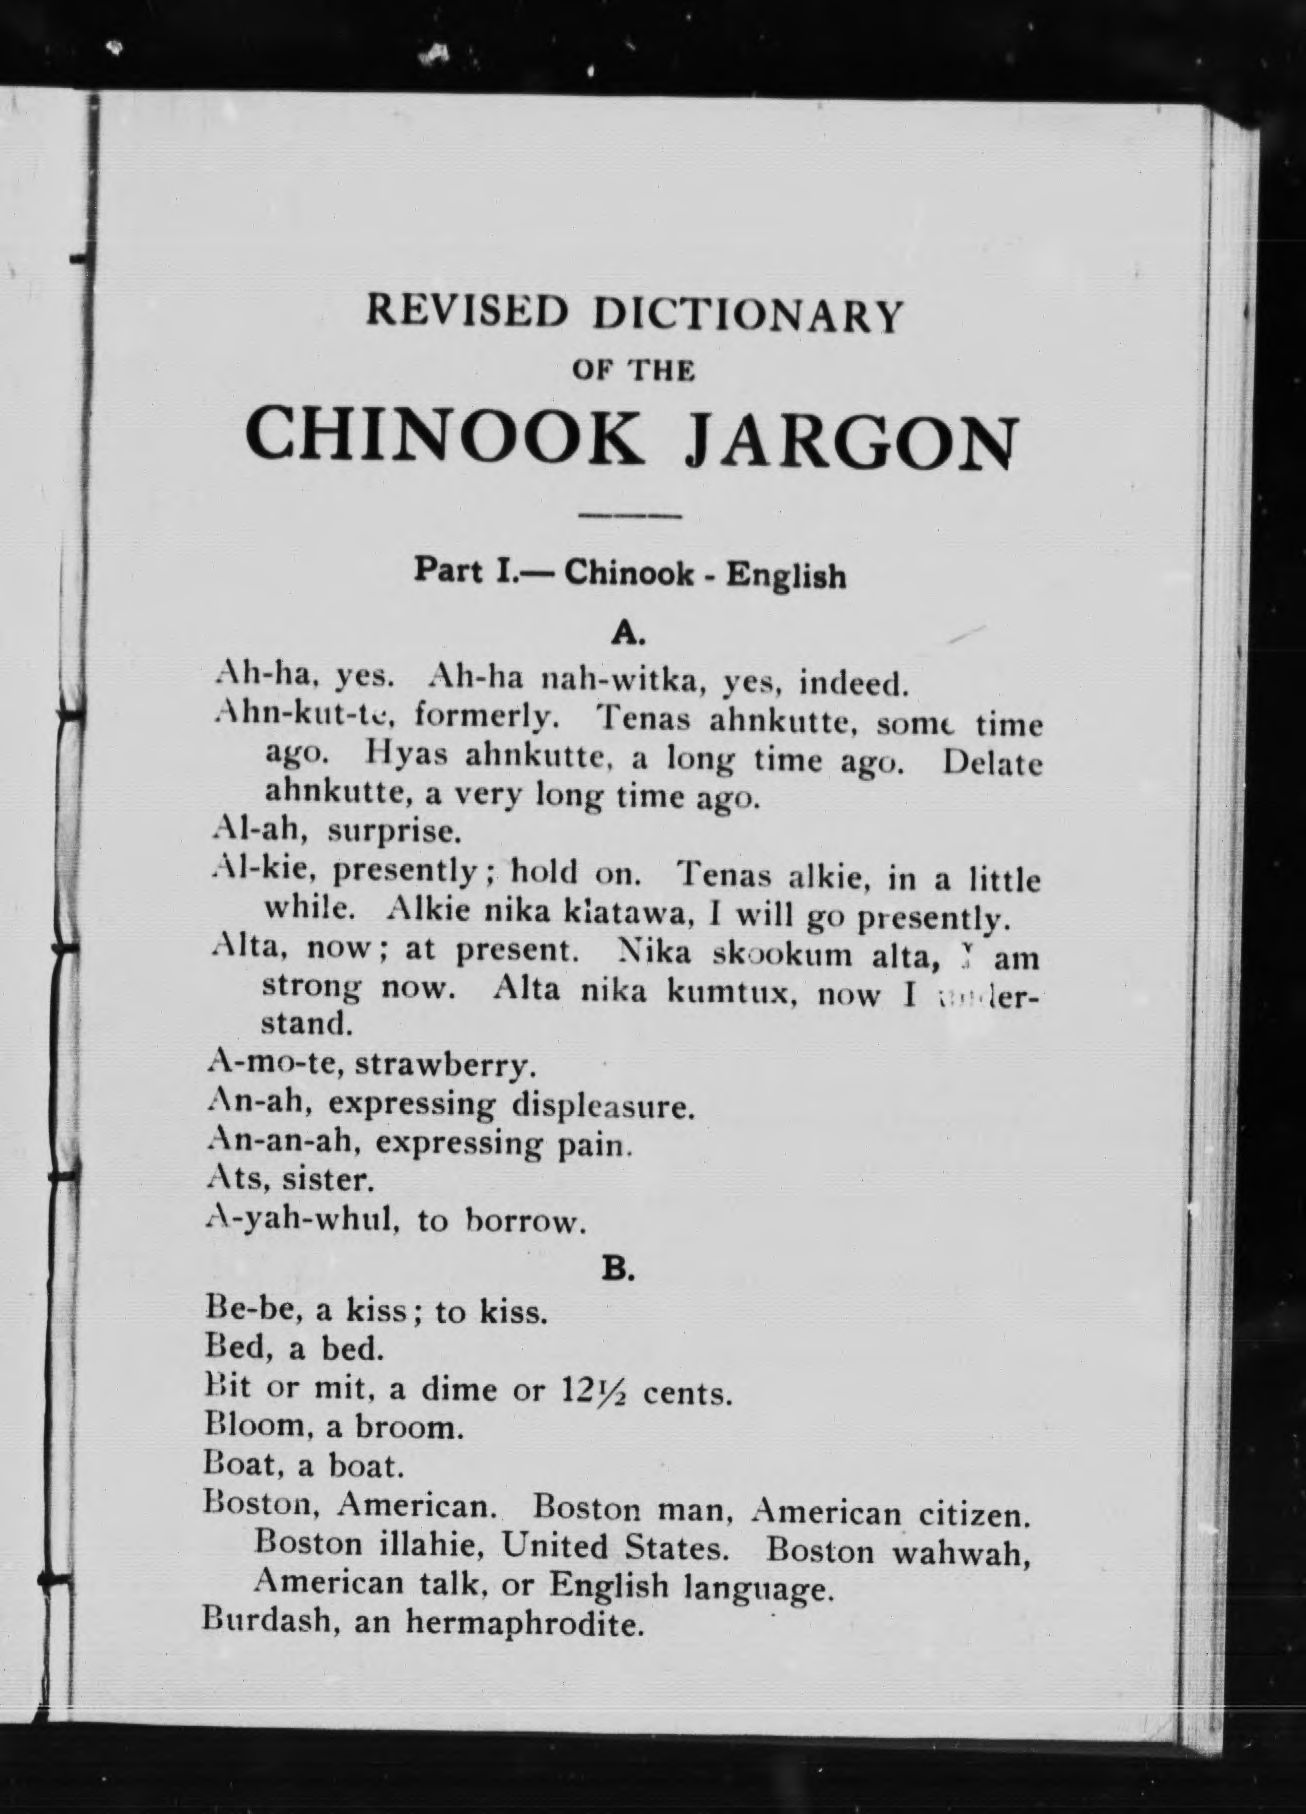 REVISED DICTIONARY
OF THE
CHINOOK JARGON
Part I.— Chinook - English
A.
Ah-ha, yes. Ah-ha nah-witka, yes, indeed.
Ahn-kut-te, formerly. Tenas ahnkutte, some time
ago. Hyas ahnkutte, a long time ago. Delate
ahnkutte, a very long time ago.
Al-ah, surprise.
Al-kie, presently; hold on. Tenas alkie, in a little
while. Alkie nika klatawa, I will go presently.
Alta, now; at present. Nika skookum alta, I am
strong now. Alta nika kumtux, now I under-
stand.
A-mo-te, strawberry.
An-ah, expressing displeasure.
An-an-ah, expressing pain.
Ats, sister.
A-yah-whul, to borrow.
B.
Be-be, a kiss; to kiss.
Bed, a bed.
Bit or mit, a dime or 12½ cents.
Bloom, a broom.
Boat, a boat.
Boston, American. Boston man, American citizen.
Boston illahie, United States. Boston wahwah,
American talk, or English language.
Burdash, an hermaphrodite.